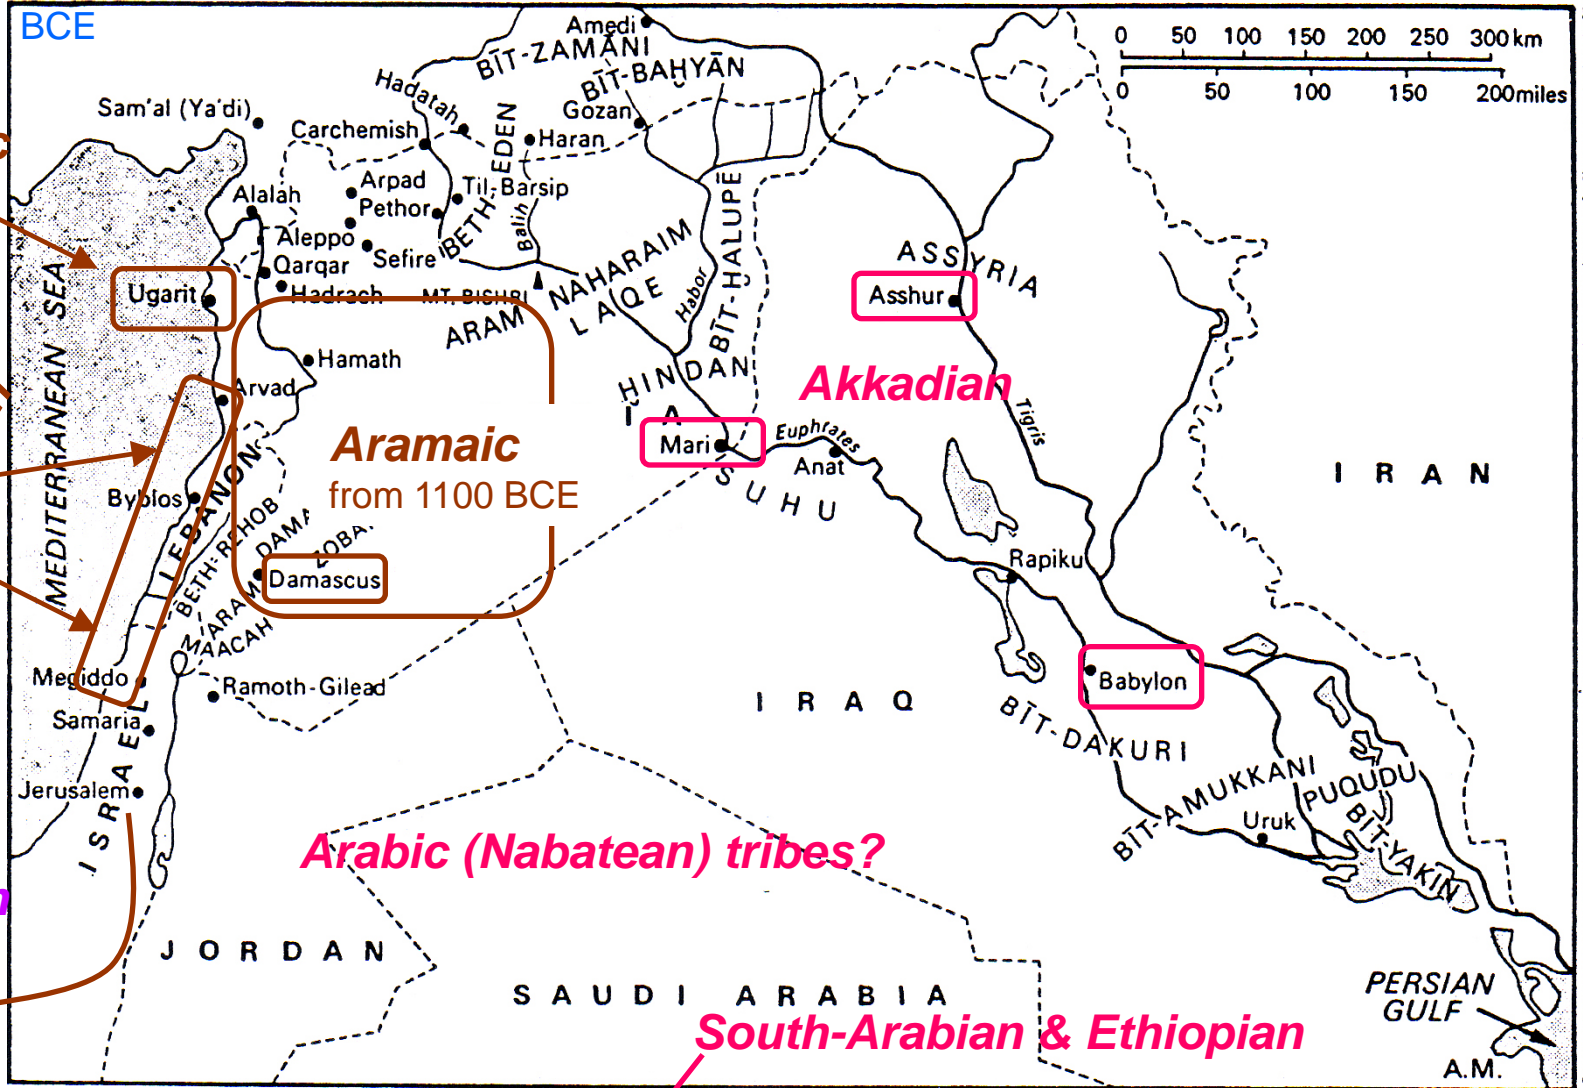 BCE
Amedi
BĪT-ZAMĀNI
BĪT-BAḪYĀN
0 50 100 150 200 250 300 km
0 50 100 150 200 miles
Hadatah
Gozan
Sam'al (Ya'di)
Carchemish
Haran
BETH-EDEN
Arpad
Til-Barsip
Pethor
Alalah
Balih
Aleppo
Sefire
Qarqar
Hadrach
MT. BISHRI
ARAM NAHARAIM
LAQE
Habor
BĪT-ḪALUPĒ
ASSYRIA
Asshur
Ugarit
MEDITERRANEAN SEA
Hamath
Arvad
ḪINDAN
Akkadian
Tigris
Mari
Euphrates
Anat
SUHU
IRAN
Aramaic
from 1100 BCE
Byblos
LEBANON
BETH-REHOB
ARAM DAMA
ZOBA
Damascus
MAACAH
Rapiku
Megiddo
Ramoth-Gilead
Samaria
Babylon
IRAQ
BĪT-DAKURI
Jerusalem
ISRAEL
BĪT-AMUKKANI
PUQUDU
Uruk
BĪT-YAKIN
Arabic (Nabatean) tribes?
JORDAN
SAUDI ARABIA
PERSIAN
GULF
South-Arabian & Ethiopian
A.M.